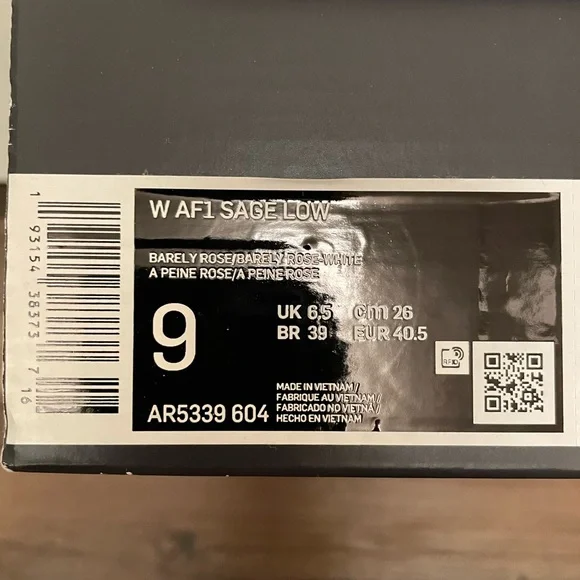 W AF1 SAGE LOW
BARELY ROSE/BARELY ROSE-WHITE
A PEINE ROSE/A PEINE ROSE
9
UK 6,5 cm 26
BR 39 EUR 40.5
AR5339 604
MADE IN VIETNAM/
FABRIQUE AU VIETNAM/
FABRICADO NO VIETNÃ/
HECHO EN VIETNAM
RFID
1 93154 38373 7 16